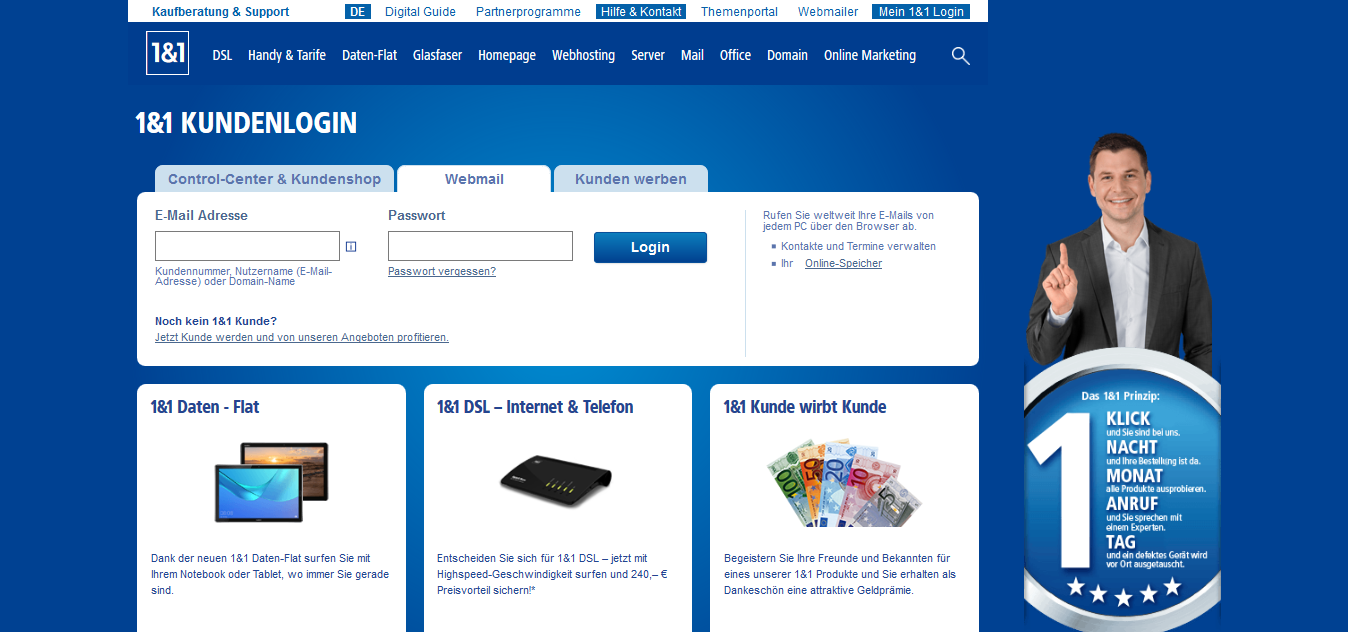 Kaufberatung & Support
DE Digital Guide Partnerprogramme Hilfe & Kontakt Themenportal Webmailer Mein 1&1 Login
1&1 DSL Handy & Tarife Daten-Flat Glasfaser Homepage Webhosting Server Mail Office Domain Online Marketing
1&1 KUNDENLOGIN
Control-Center & Kundenshop Webmail Kunden werben
E-Mail Adresse
Kundennummer, Nutzername (E-Mail-
Adresse) oder Domain-Name
Passwort
Passwort vergessen?
Login
Noch kein 1&1 Kunde?
Jetzt Kunde werden und von unseren Angeboten profitieren.
Rufen Sie weltweit Ihre E-Mails von
jedem PC über den Browser ab.
Kontakte und Termine verwalten
Ihr Online-Speicher
1&1 Daten - Flat
Dank der neuen 1&1 Daten-Flat surfen Sie mit
Ihrem Notebook oder Tablet, wo immer Sie gerade
sind.
1&1 DSL – Internet & Telefon
Entscheiden Sie sich für 1&1 DSL – jetzt mit
Highspeed-Geschwindigkeit surfen und 240,– €
Preisvorteil sichern!*
1&1 Kunde wirbt Kunde
Begeistern Sie Ihre Freunde und Bekannten für
eines unserer 1&1 Produkte und Sie erhalten als
Dankeschön eine attraktive Geldprämie.
Das 1&1 Prinzip:
1
KLICK
und Sie sind bei uns.
NACHT
und Ihre Bestellung ist da.
MONAT
alle Produkte ausprobieren.
ANRUF
und Sie sprechen mit
einem Experten.
TAG
und ein defektes Gerät wird
vor Ort ausgetauscht.